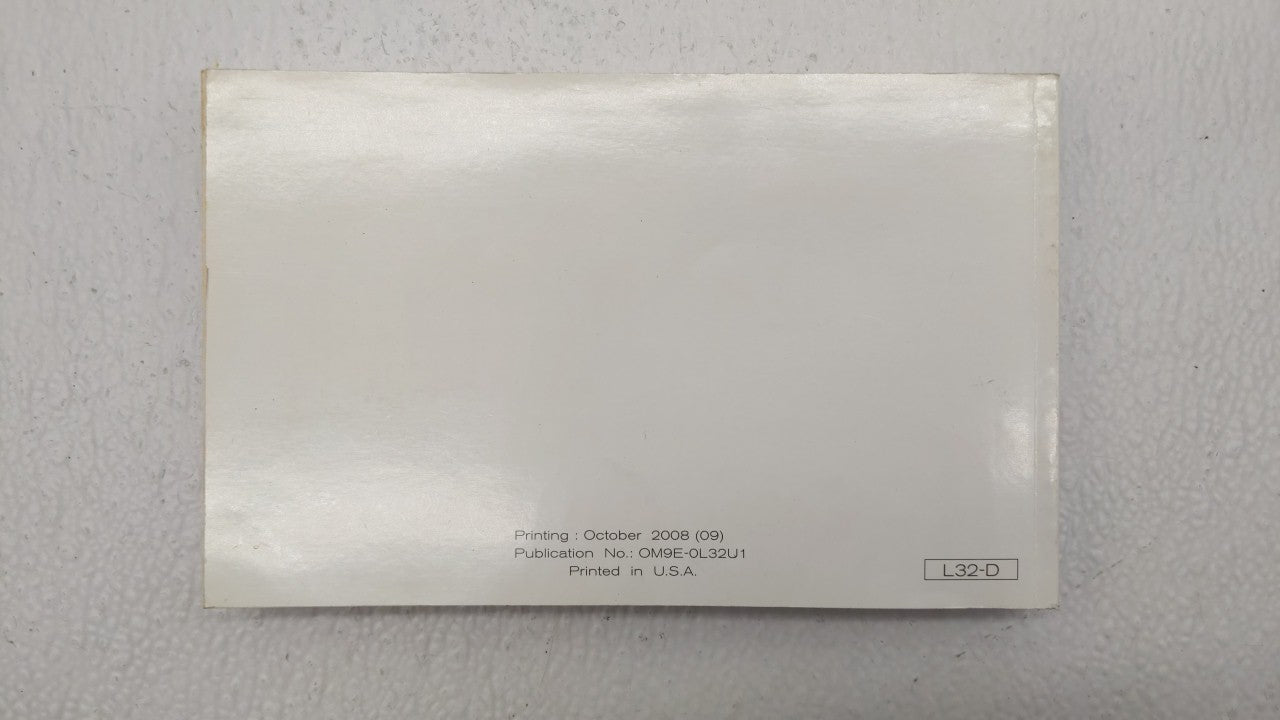 Printing : October 2008 (09)
Publication No.: OM9E-0L32U1
Printed in U.S.A.
L32-D